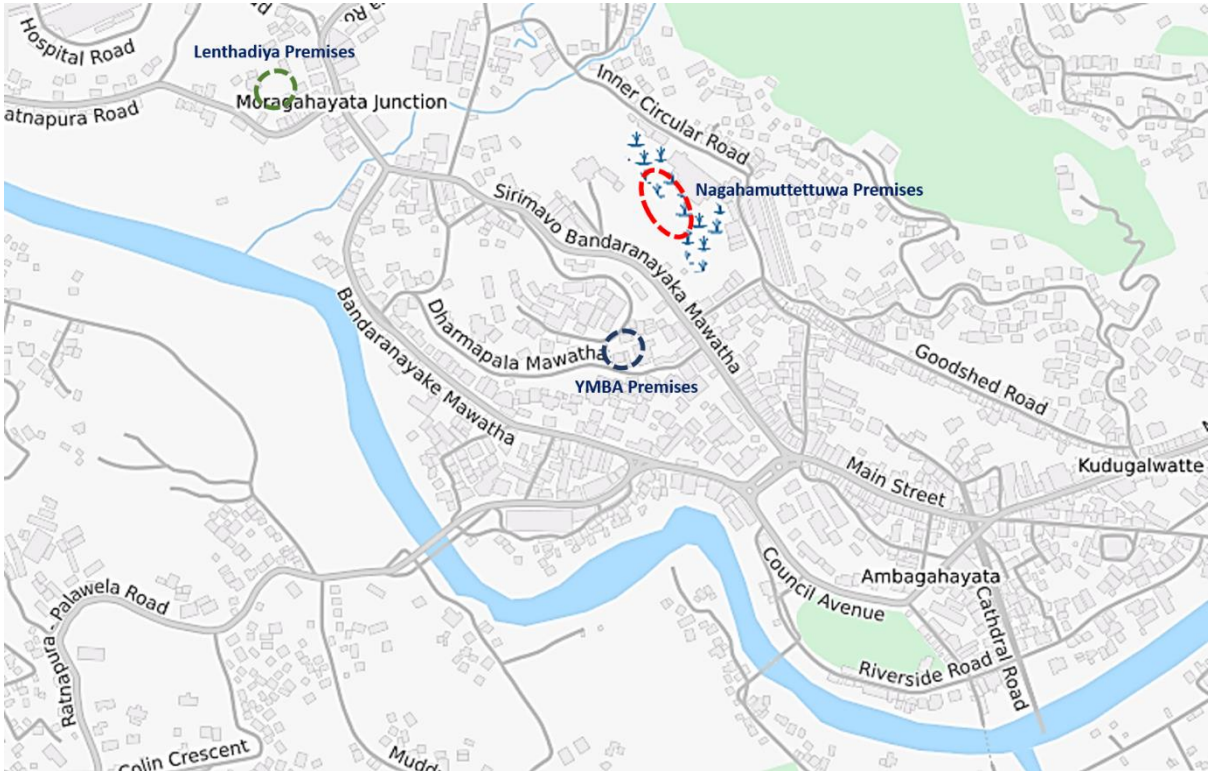 Hospital Road
Lenthadiya Premises
Moragahayata Junction
atnapura Road
Inner Circular Road
Nagahamuttettuwa Premises
Sirimavo Bandaranayaka Mawatha
Bandaranayake Mawatha
Dharmapala Mawatha
YMBA Premises
Goodshed Road
Kudugalwatte
Main Street
Ambagahayata
Council Avenue
Cathdral Road
Riverside Road
Ratnapura - Palawela Road
Colin Crescent